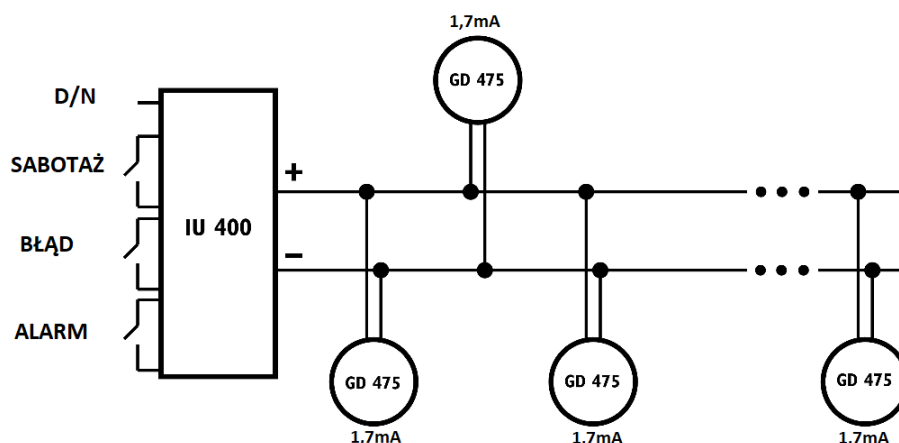 1,7mA
GD 475
D/N
SABOTAŻ
BŁĄD
ALARM
IU 400
+
−
GD 475
GD 475
GD 475
1.7mA
1.7mA
1.7mA